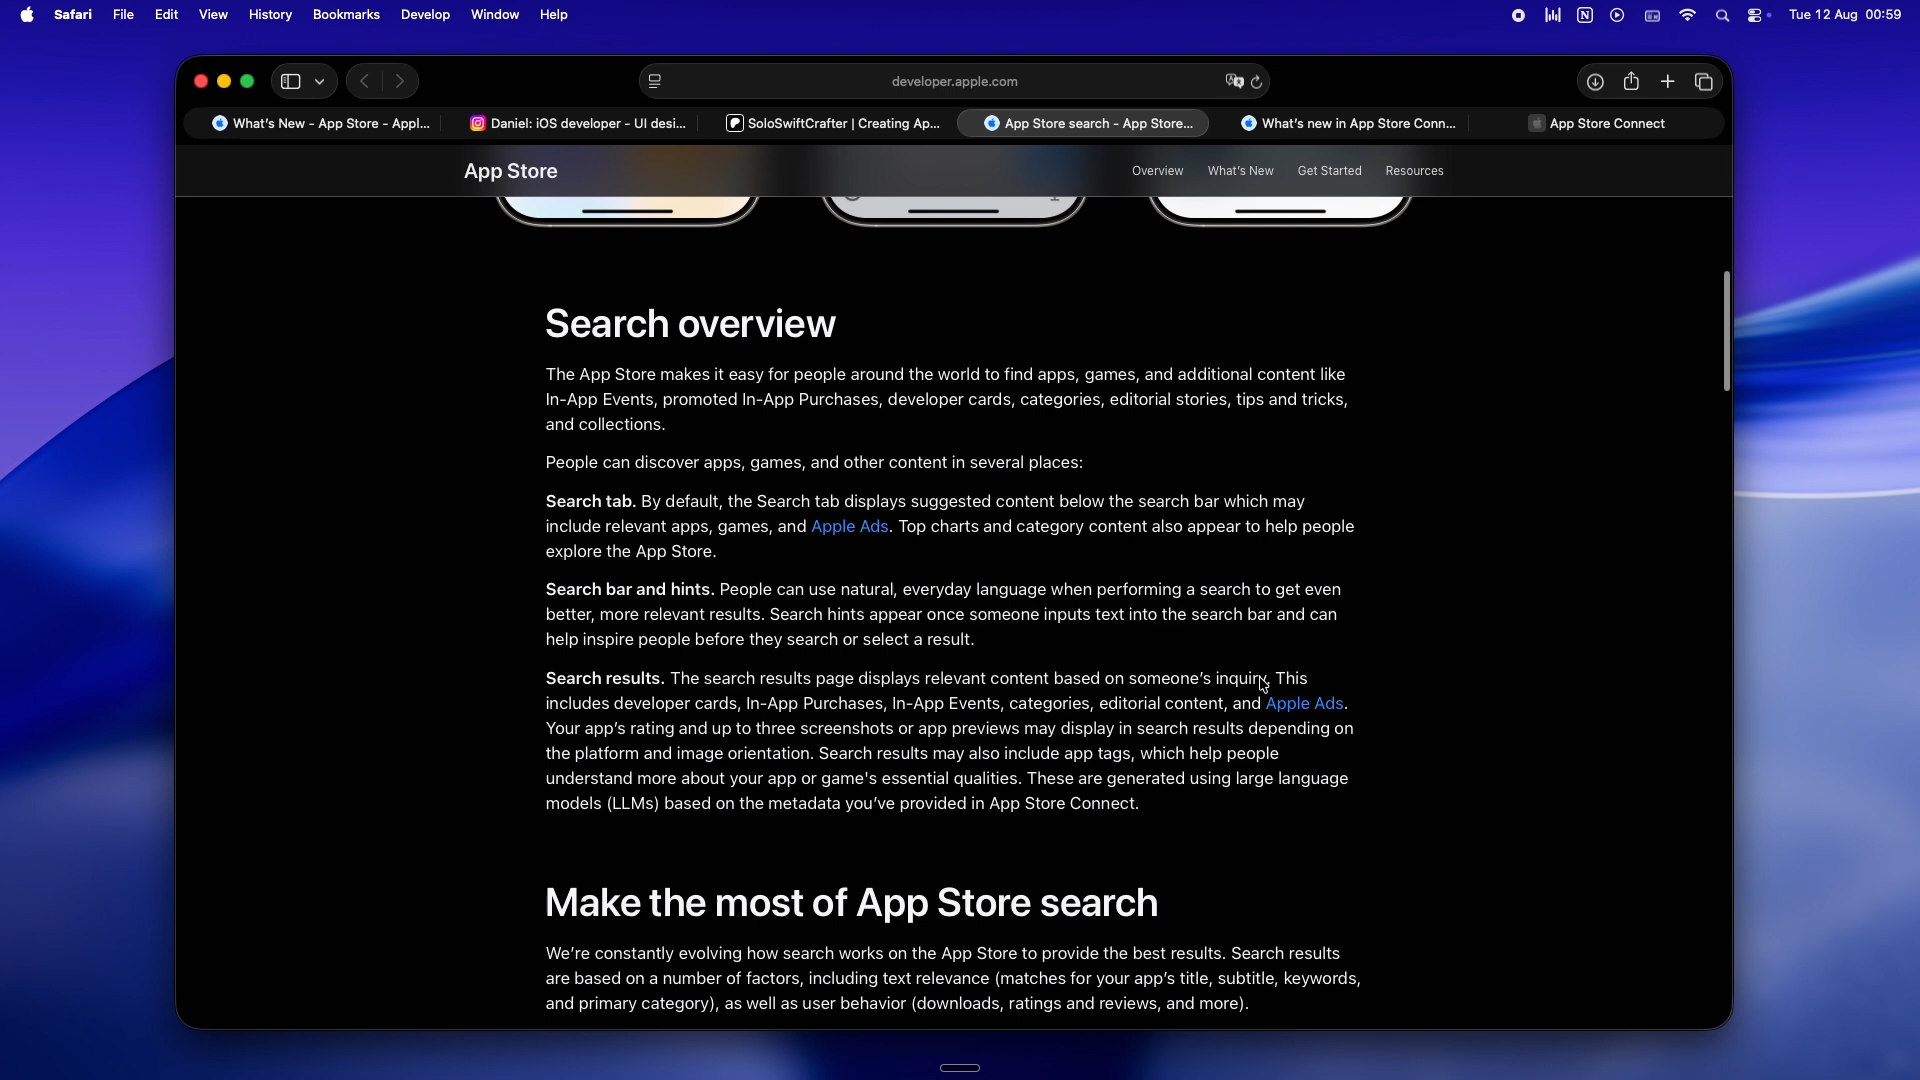 Safari File Edit View History Bookmarks Develop Window Help
Tue 12 Aug 00:59
developer.apple.com
What's New - App Store - Appl...
Daniel: iOS developer - UI desi...
SoloSwiftCrafter | Creating Ap...
App Store search - App Store...
What's new in App Store Conn...
App Store Connect
App Store
Overview What's New Get Started Resources
Search overview
The App Store makes it easy for people around the world to find apps, games, and additional content like
In-App Events, promoted In-App Purchases, developer cards, categories, editorial stories, tips and tricks,
and collections.
People can discover apps, games, and other content in several places:
Search tab. By default, the Search tab displays suggested content below the search bar which may
include relevant apps, games, and Apple Ads. Top charts and category content also appear to help people
explore the App Store.
Search bar and hints. People can use natural, everyday language when performing a search to get even
better, more relevant results. Search hints appear once someone inputs text into the search bar and can
help inspire people before they search or select a result.
Search results. The search results page displays relevant content based on someone's inquiry. This
includes developer cards, In-App Purchases, In-App Events, categories, editorial content, and Apple Ads.
Your app's rating and up to three screenshots or app previews may display in search results depending on
the platform and image orientation. Search results may also include app tags, which help people
understand more about your app or game's essential qualities. These are generated using large language
models (LLMs) based on the metadata you've provided in App Store Connect.
Make the most of App Store search
We're constantly evolving how search works on the App Store to provide the best results. Search results
are based on a number of factors, including text relevance (matches for your app's title, subtitle, keywords,
and primary category), as well as user behavior (downloads, ratings and reviews, and more).